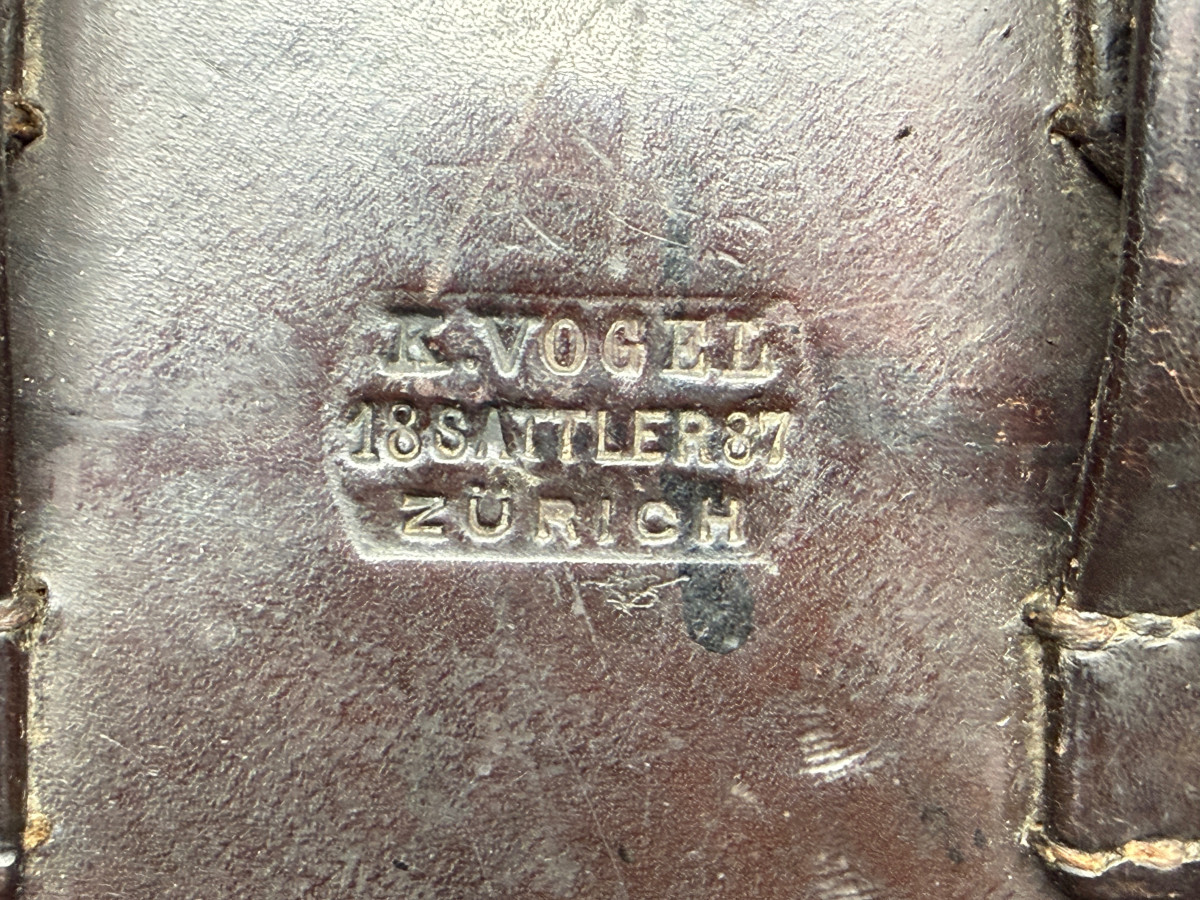 K. VOGEL
18 SATTLER 87
ZÜRICH